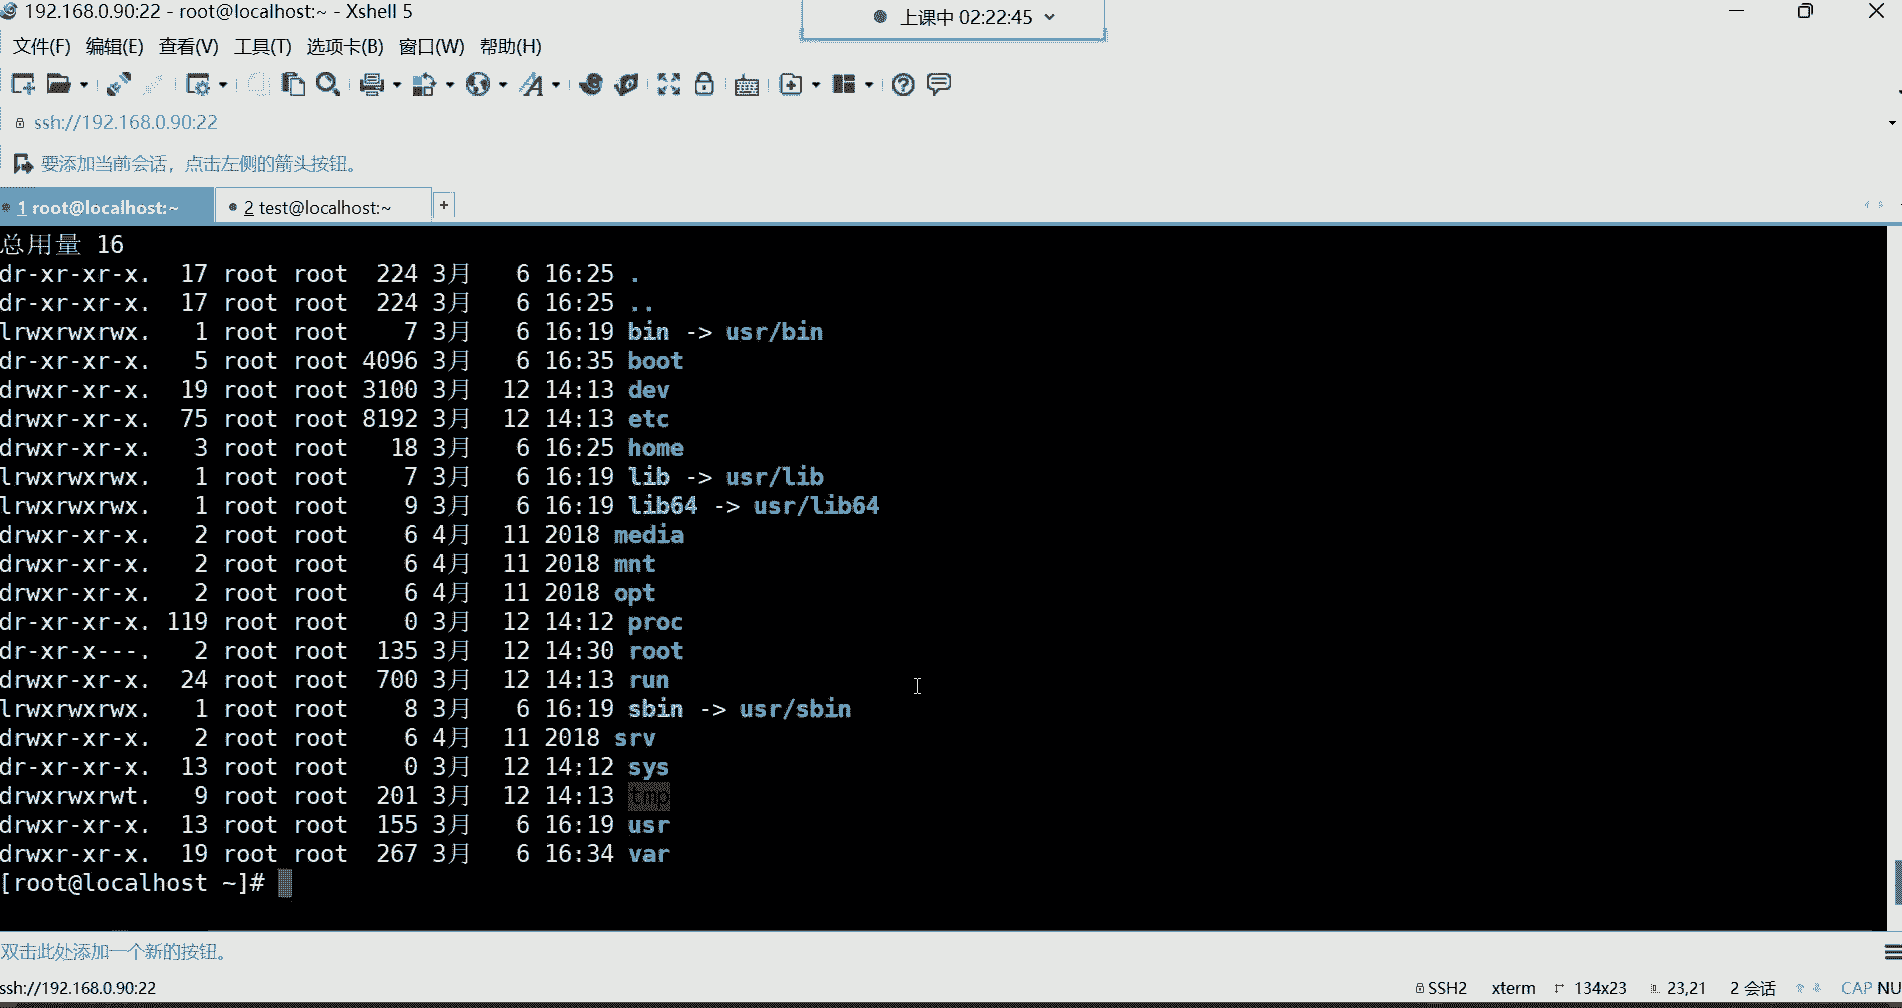 192.168.0.90:22 - root@localhost:~ - Xshell 5
上课中 02:22:45
文件(F) 编辑(E) 查看(V) 工具(T) 选项卡(B) 窗口(W) 帮助(H)
ssh://192.168.0.90:22
要添加当前会话，点击左侧的箭头按钮。
1 root@localhost:~ 2 test@localhost:~ +
总用量 16
dr-xr-xr-x. 17 root root 224 3月 6 16:25 .
dr-xr-xr-x. 17 root root 224 3月 6 16:25 ..
lrwxrwxrwx. 1 root root 7 3月 6 16:19 bin -> usr/bin
dr-xr-xr-x. 5 root root 4096 3月 6 16:35 boot
drwxr-xr-x. 19 root root 3100 3月 12 14:13 dev
drwxr-xr-x. 75 root root 8192 3月 12 14:13 etc
drwxr-xr-x. 3 root root 18 3月 6 16:25 home
lrwxrwxrwx. 1 root root 7 3月 6 16:19 lib -> usr/lib
lrwxrwxrwx. 1 root root 9 3月 6 16:19 lib64 -> usr/lib64
drwxr-xr-x. 2 root root 6 4月 11 2018 media
drwxr-xr-x. 2 root root 6 4月 11 2018 mnt
drwxr-xr-x. 2 root root 6 4月 11 2018 opt
dr-xr-xr-x. 119 root root 0 3月 12 14:12 proc
dr-xr-x---. 2 root root 135 3月 12 14:30 root
drwxr-xr-x. 24 root root 700 3月 12 14:13 run
lrwxrwxrwx. 1 root root 8 3月 6 16:19 sbin -> usr/sbin
drwxr-xr-x. 2 root root 6 4月 11 2018 srv
dr-xr-xr-x. 13 root root 0 3月 12 14:12 sys
drwxrwxrwt. 9 root root 201 3月 12 14:13 tmp
drwxr-xr-x. 13 root root 155 3月 6 16:19 usr
drwxr-xr-x. 19 root root 267 3月 6 16:34 var
[root@localhost ~]#
双击此处添加一个新的按钮。
ssh://192.168.0.90:22 SSH2 xterm 134x23 23,21 2 会话 CAP NU